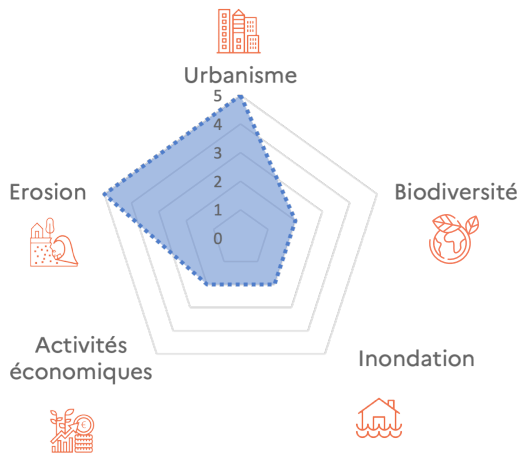 Urbanisme
5
4
3
2
1
0
Erosion
Biodiversité
Activités
économiques
Inondation
€